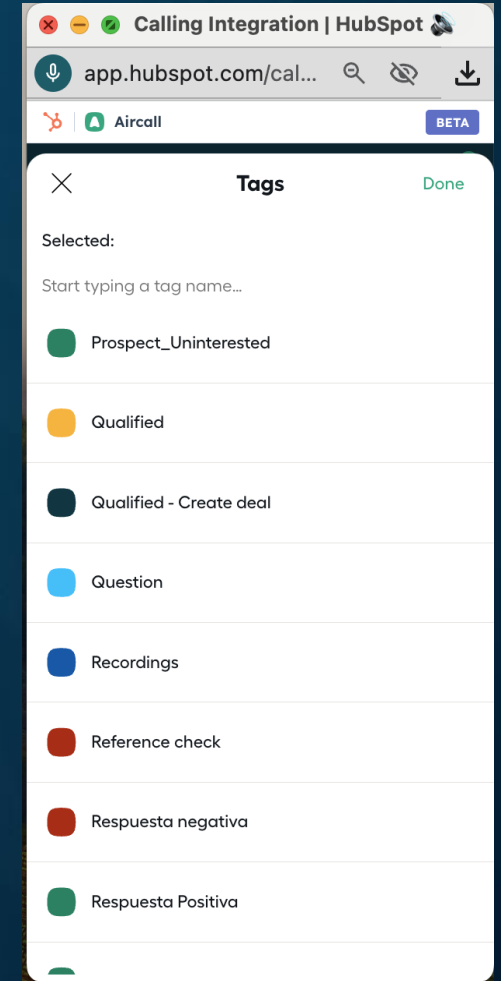 Calling Integration | HubSpot 🔊
app.hubspot.com/cal...
Aircall
BETA
Tags
Done
Selected:
Start typing a tag name...
Prospect_Uninterested
Qualified
Qualified - Create deal
Question
Recordings
Reference check
Respuesta negativa
Respuesta Positiva